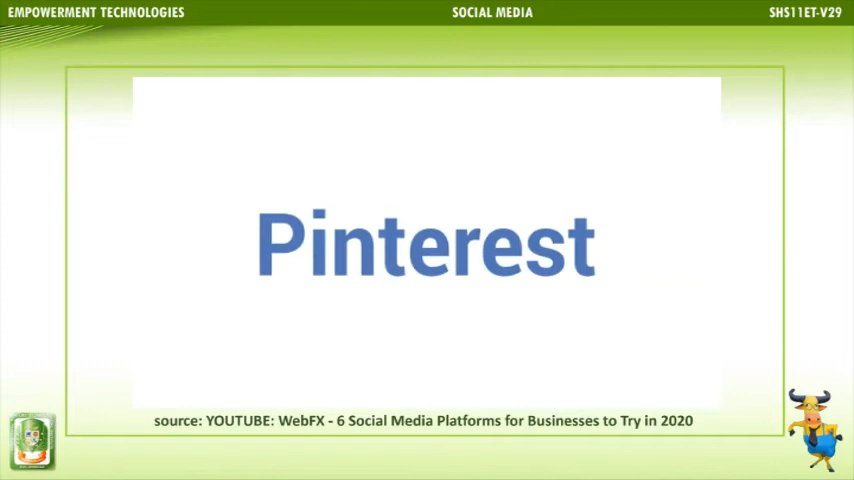 EMPOWERMENT TECHNOLOGIES
SOCIAL MEDIA
SHS11ET-V29
Pinterest
source: YOUTUBE: WebFX - 6 Social Media Platforms for Businesses to Try in 2020